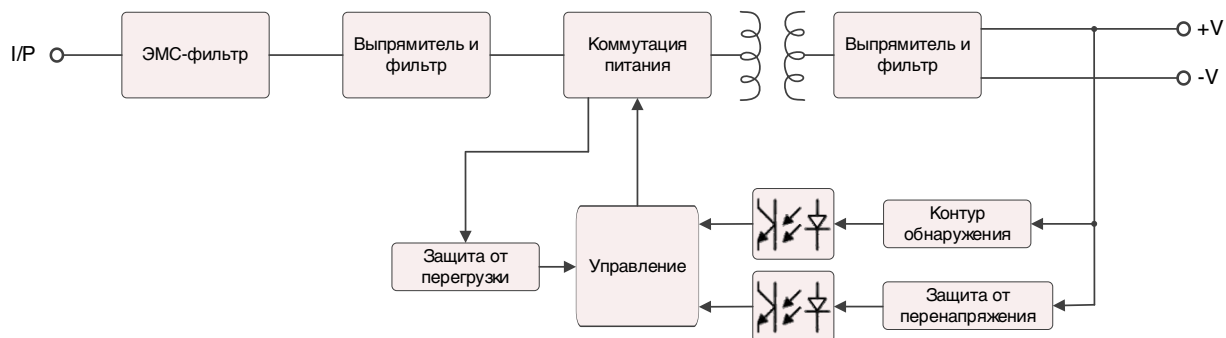 I/P
ЭМС-фильтр
Выпрямитель и
фильтр
Коммутация
питания
Выпрямитель и
фильтр
+V
-V
Контур
обнаружения
Защита от
перегрузки
Управление
Защита от
перенапряжения